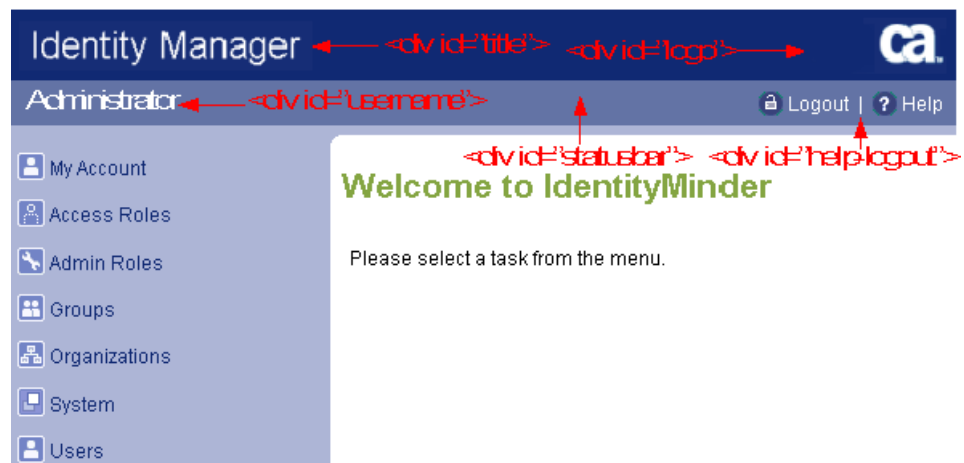 Identity Manager <div id="title"> <div id="logo"> ca.
Administrator <div id="username"> Logout | ? Help
<div id="statusbar"> <div id="help-logout">
My Account
Welcome to IdentityMinder
Access Roles
Admin Roles Please select a task from the menu.
Groups
Organizations
System
Users